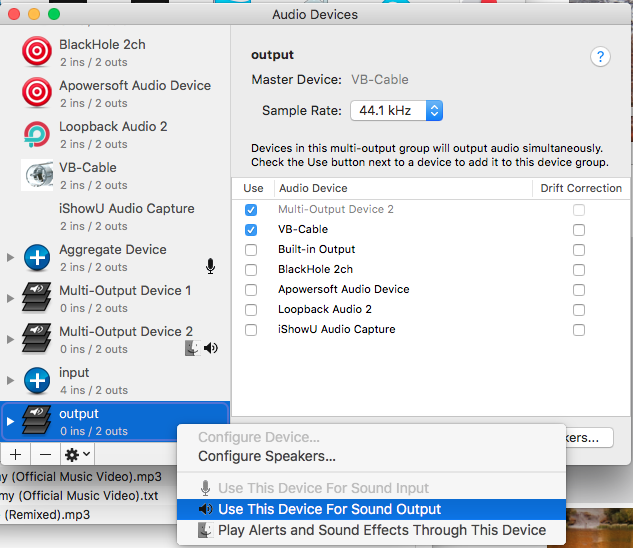 Audio Devices
BlackHole 2ch
2 ins / 2 outs
Apowersoft Audio Device
2 ins / 2 outs
Loopback Audio 2
2 ins / 2 outs
VB-Cable
2 ins / 2 outs
iShowU Audio Capture
2 ins / 2 outs
Aggregate Device
2 ins / 2 outs
Multi-Output Device 1
0 ins / 2 outs
Multi-Output Device 2
0 ins / 2 outs
input
4 ins / 2 outs
output
0 ins / 2 outs
output
?
Master Device: VB-Cable
Sample Rate: 44.1 kHz
Devices in this multi-output group will output audio simultaneously.
Check the Use button next to a device to add it to this device group.
Use Audio Device Drift Correction
Multi-Output Device 2
VB-Cable
Built-in Output
BlackHole 2ch
Apowersoft Audio Device
Loopback Audio 2
iShowU Audio Capture
kers...
Configure Device...
Configure Speakers...
Use This Device For Sound Input
Use This Device For Sound Output
Play Alerts and Sound Effects Through This Device
my (Official Music Video).mp3
my (Official Music Video).txt
(Remixed).mp3